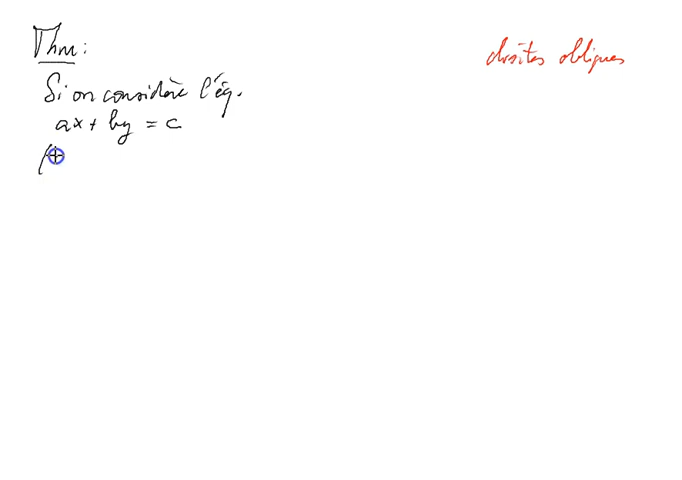 Thm:
droites obliques
Si on considère l'éq.
ax + by = c
(